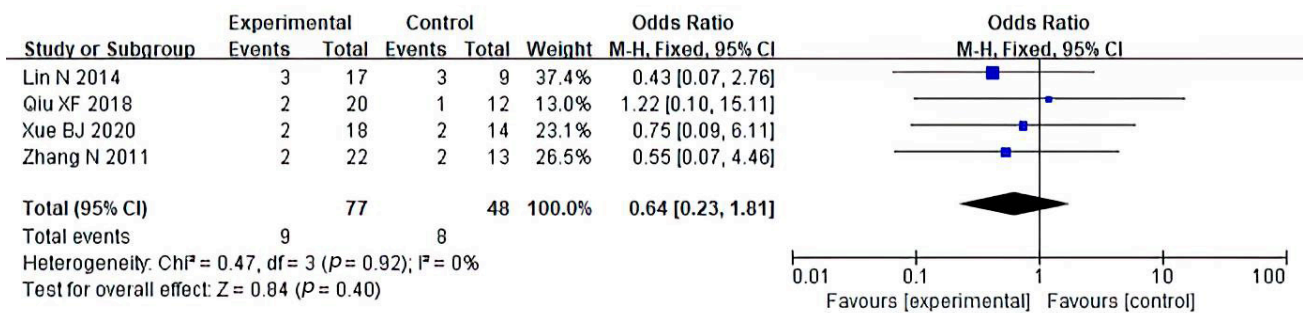 Experimental Control Odds Ratio Odds Ratio
Study or Subgroup Events Total Events Total Weight M-H, Fixed, 95% CI M-H, Fixed, 95% CI
Lin N 2014 3 17 3 9 37.4% 0.43 [0.07, 2.76]
Qiu XF 2018 2 20 1 12 13.0% 1.22 [0.10, 15.11]
Xue BJ 2020 2 18 2 14 23.1% 0.75 [0.09, 6.11]
Zhang N 2011 2 22 2 13 26.5% 0.55 [0.07, 4.46]
Total (95% CI) 77 48 100.0% 0.64 [0.23, 1.81]
Total events 9 8
Heterogeneity: Chi² = 0.47, df = 3 (P = 0.92); I² = 0%
Test for overall effect: Z = 0.84 (P = 0.40)
0.01 0.1 1 10 100
Favours [experimental] Favours [control]